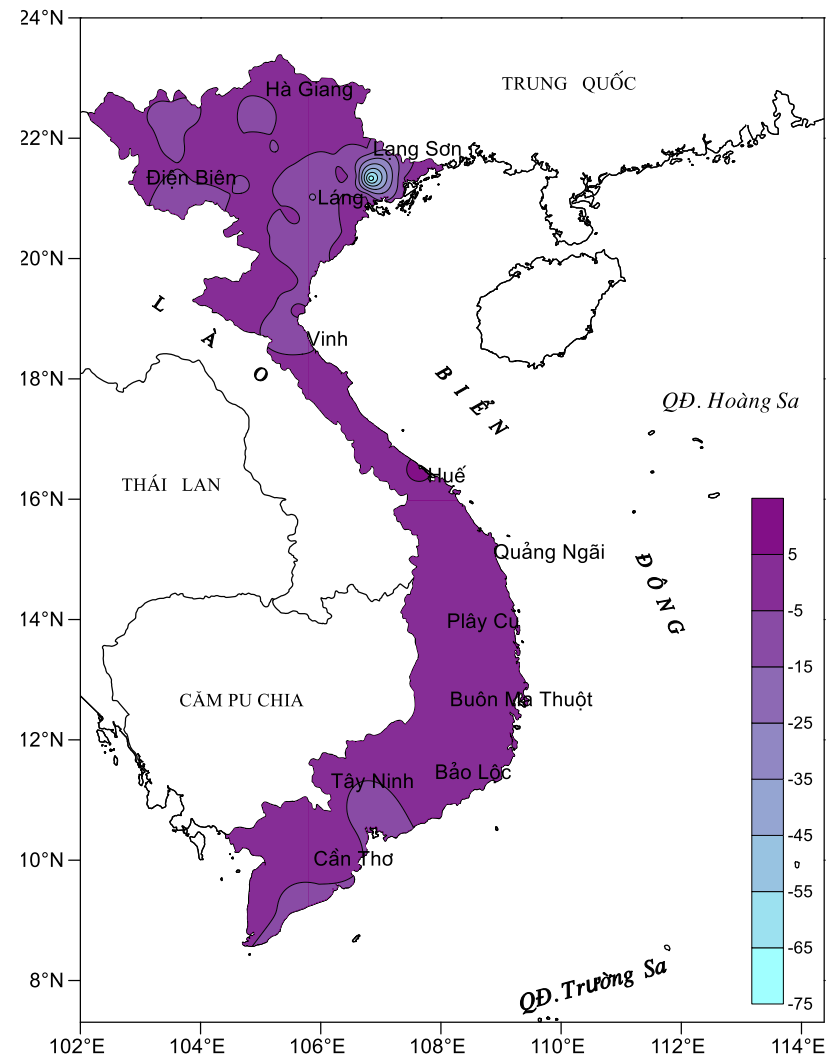 24°N
TRUNG QUỐC
Hà Giang
22°N
Lạng Sơn
Điện Biên
Láng
20°N
LÀO
Vinh
18°N
BIỂN
QĐ. Hoàng Sa
Huế
THÁI LAN
16°N
Quảng Ngãi
5
ĐÔNG
-5
14°N
Plây Cu
-15
CĂM PU CHIA
Buôn Ma Thuột
-25
12°N
Bảo Lộc
Tây Ninh
-35
-45
10°N
Cần Thơ
-55
-65
8°N
QĐ. Trường Sa
-75
102°E 104°E 106°E 108°E 110°E 112°E 114°E